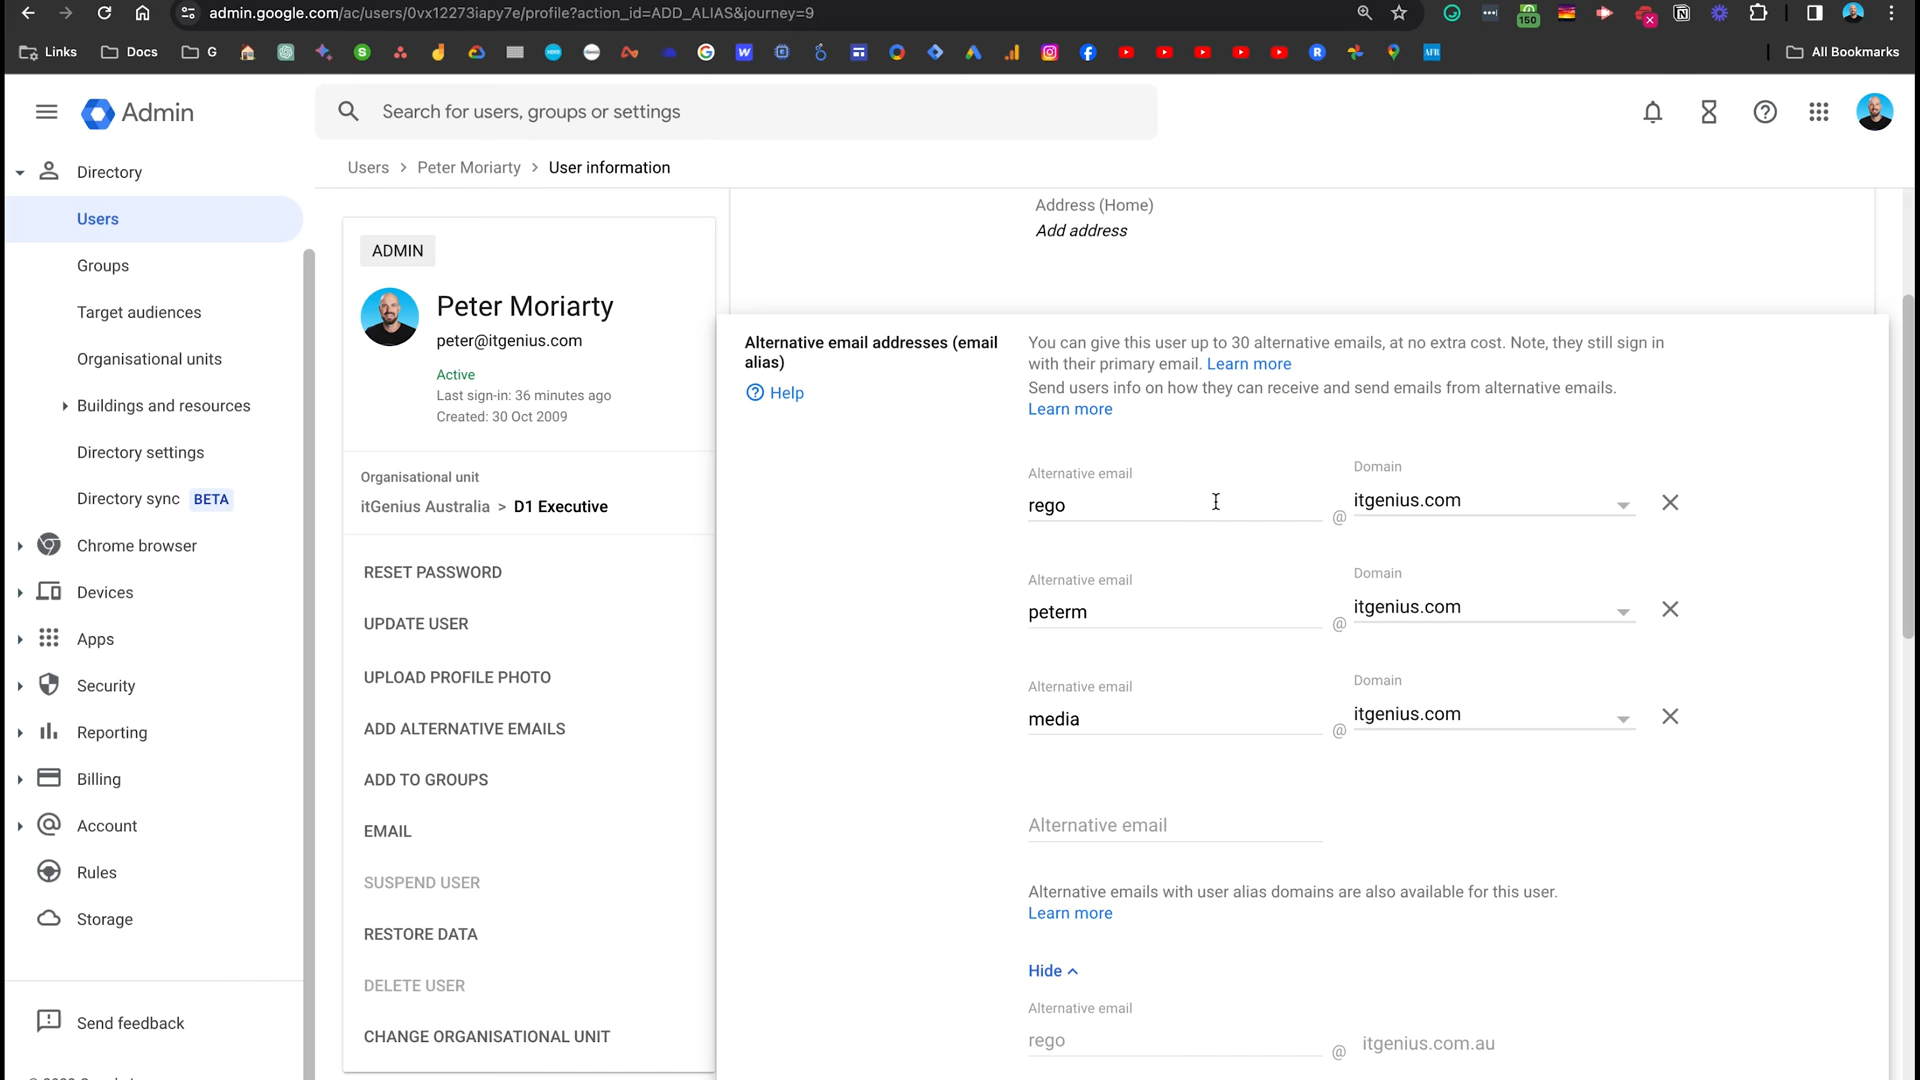 admin.google.com/ac/users/0vx12273iapy7e/profile?action_id=ADD_ALIAS&journey=9
150
Links
Docs
G
All Bookmarks
Admin
Search for users, groups or settings
Directory
Users
Groups
Target audiences
Organisational units
Buildings and resources
Directory settings
Directory sync BETA
Chrome browser
Devices
Apps
Security
Reporting
Billing
Account
Rules
Storage
Send feedback
Users > Peter Moriarty > User information
ADMIN
Peter Moriarty
peter@itgenius.com
Active
Last sign-in: 36 minutes ago
Created: 30 Oct 2009
Organisational unit
itGenius Australia > D1 Executive
RESET PASSWORD
UPDATE USER
UPLOAD PROFILE PHOTO
ADD ALTERNATIVE EMAILS
ADD TO GROUPS
EMAIL
SUSPEND USER
RESTORE DATA
DELETE USER
CHANGE ORGANISATIONAL UNIT
Address (Home)
Add address
Alternative email addresses (email
alias)
Help
You can give this user up to 30 alternative emails, at no extra cost. Note, they still sign in
with their primary email. Learn more
Send users info on how they can receive and send emails from alternative emails.
Learn more
Alternative email
Domain
rego @ itgenius.com
Alternative email
Domain
peterm @ itgenius.com
Alternative email
Domain
media @ itgenius.com
Alternative email
Alternative emails with user alias domains are also available for this user.
Learn more
Hide
Alternative email
rego @ itgenius.com.au